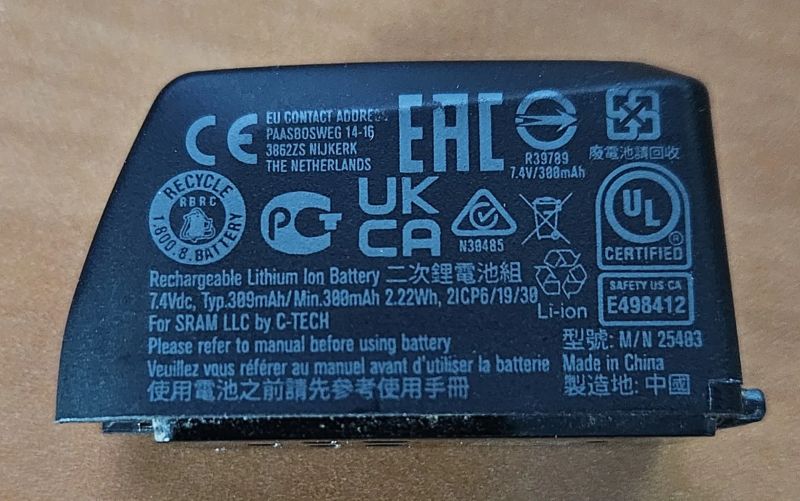 CE
EU CONTACT ADDRESS
PAASBOSWEG 14-16
3862ZS NIJKERK
THE NETHERLANDS
EAC
R39789
7.4V/300mAh
廢電池請回收
RECYCLE
RBRC
1.800.8.BATTERY
PCT
UK
CA
N30485
UL
®
CERTIFIED
SAFETY US CA
E498412
Li-ion
Rechargeable Lithium Ion Battery 二次鋰電池組
7.4Vdc, Typ.309mAh/Min.300mAh 2.22Wh, 2ICP6/19/30
For SRAM LLC by C-TECH
Please refer to manual before using battery
Veuillez vous référer au manuel avant d'utiliser la batterie
使用電池之前請先參考使用手冊
型號: M/N 25403
Made in China
製造地: 中國